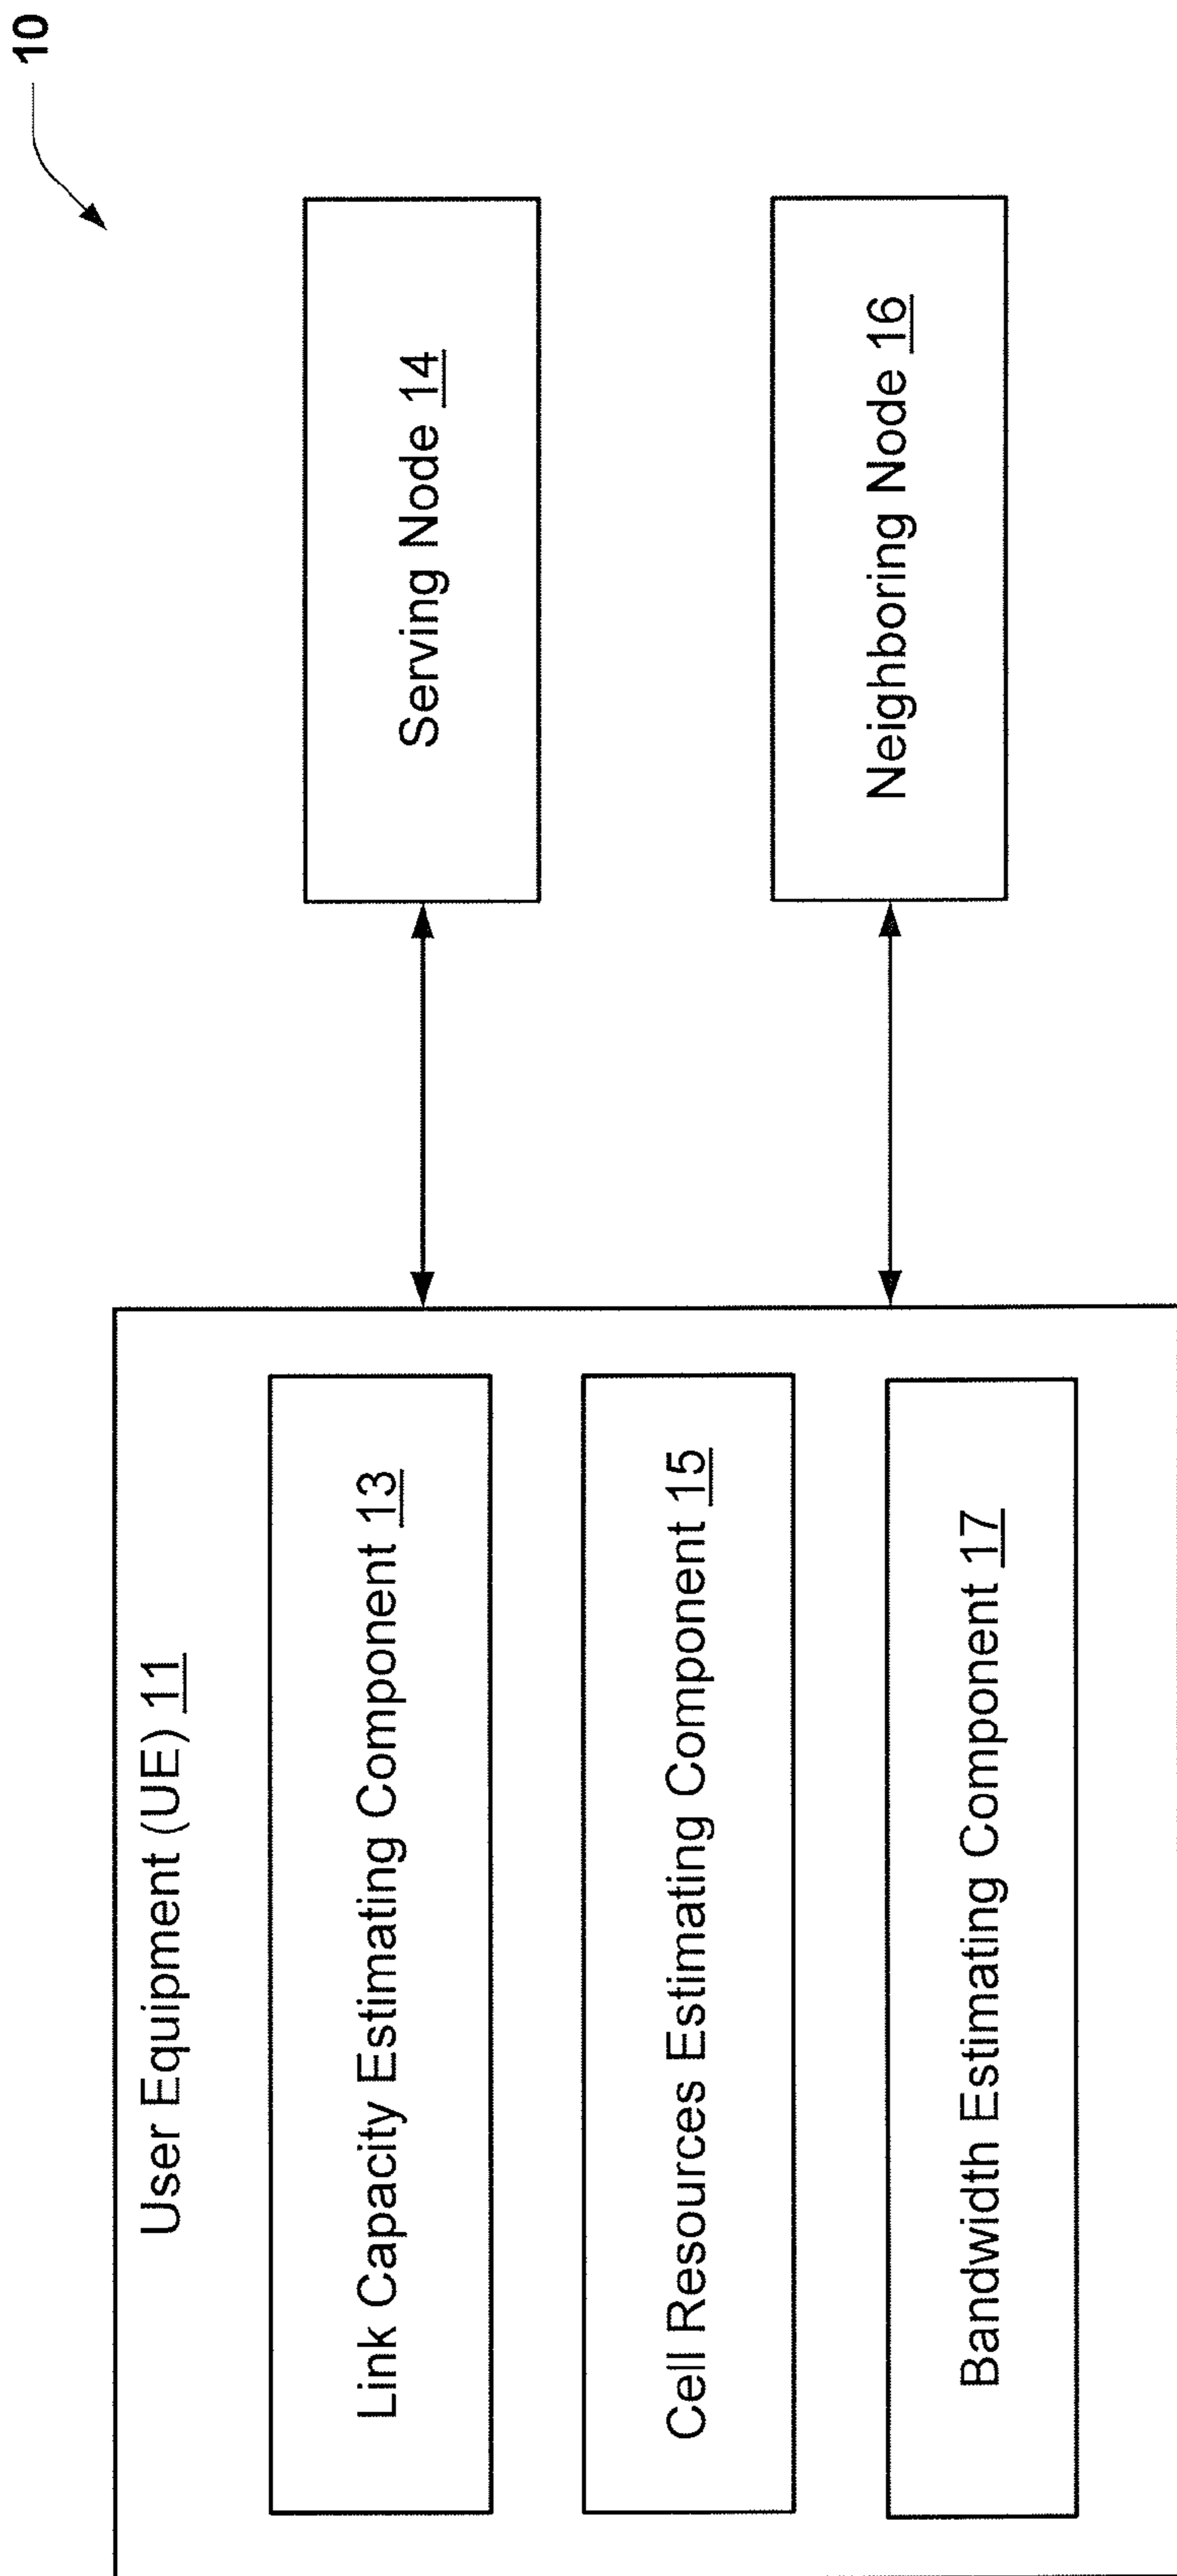 10
User Equipment (UE) 11
Link Capacity Estimating Component 13
Cell Resources Estimating Component 15
Bandwidth Estimating Component 17
Serving Node 14
Neighboring Node 16